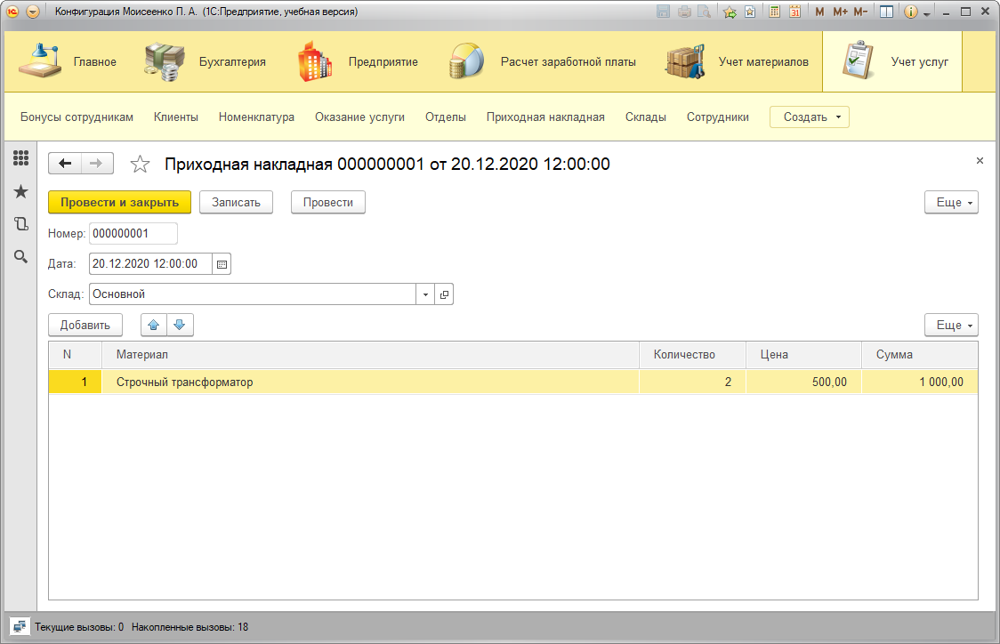 Конфигурация Моисеенко П. А. (1С:Предприятие, учебная версия)
M M+ M-
31
Главное Бухгалтерия Предприятие Расчет заработной платы Учет материалов Учет услуг
Бонусы сотрудникам Клиенты Номенклатура Оказание услуги Отделы Приходная накладная Склады Сотрудники Создать
Приходная накладная 000000001 от 20.12.2020 12:00:00
Провести и закрыть Записать Провести Еще
Номер: 000000001
Дата: 20.12.2020 12:00:00
Склад: Основной
Добавить Еще
N Материал Количество Цена Сумма
1 Строчный трансформатор 2 500,00 1 000,00
Текущие вызовы: 0 Накопленные вызовы: 18